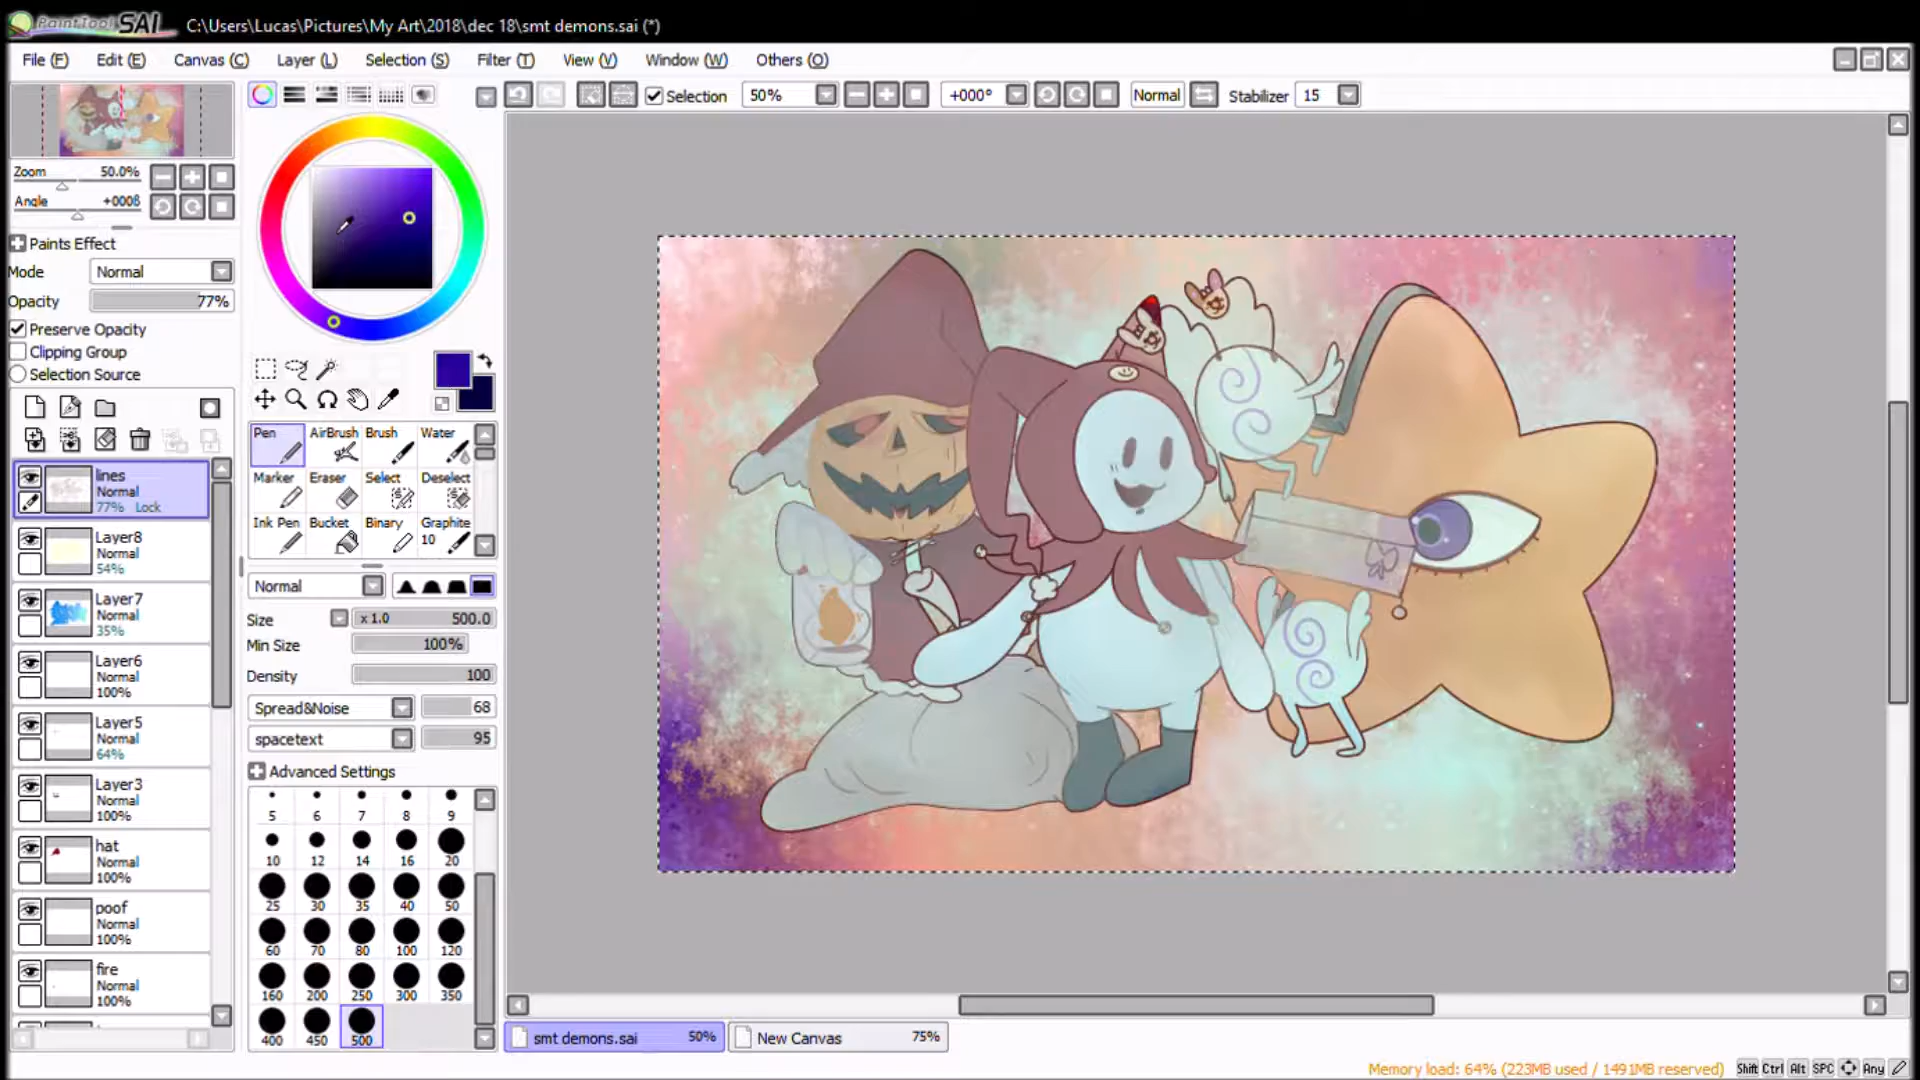 PaintTool SAI C:\Users\Lucas\Pictures\My Art\2018\dec 18\smt demons.sai (*)
File (F) Edit (E) Canvas (C) Layer (L) Selection (S) Filter (T) View (V) Window (W) Others (O)
Selection 50% +000° Normal Stabilizer 15
Zoom 50.0%
Angle +000ß
Paints Effect
Mode Normal
Opacity 77%
Preserve Opacity
Clipping Group
Selection Source
lines
Normal
77% Lock
Layer8
Normal
54%
Layer7
Normal
35%
Layer6
Normal
100%
Layer5
Normal
64%
Layer3
Normal
100%
hat
Normal
100%
poof
Normal
100%
fire
Normal
100%
Pen AirBrush Brush Water
Marker Eraser Select Deselect
Ink Pen Bucket Binary Graphite
10
Normal
Size x 1.0 500.0
Min Size 100%
Density 100
Spread&Noise 68
spacetext 95
Advanced Settings
5 6 7 8 9
10 12 14 16 20
25 30 35 40 50
60 70 80 100 120
160 200 250 300 350
400 450 500
smt demons.sai 50% New Canvas 75%
Memory load: 64% (223MB used / 1491MB reserved) Shift Ctrl Alt SPC Any